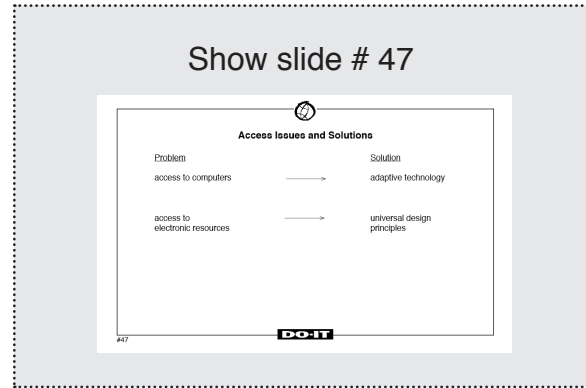 Show slide # 47
Access Issues and Solutions
Problem
Solution
access to computers
adaptive technology
access to
electronic resources
universal design
principles
DO-IT
#47